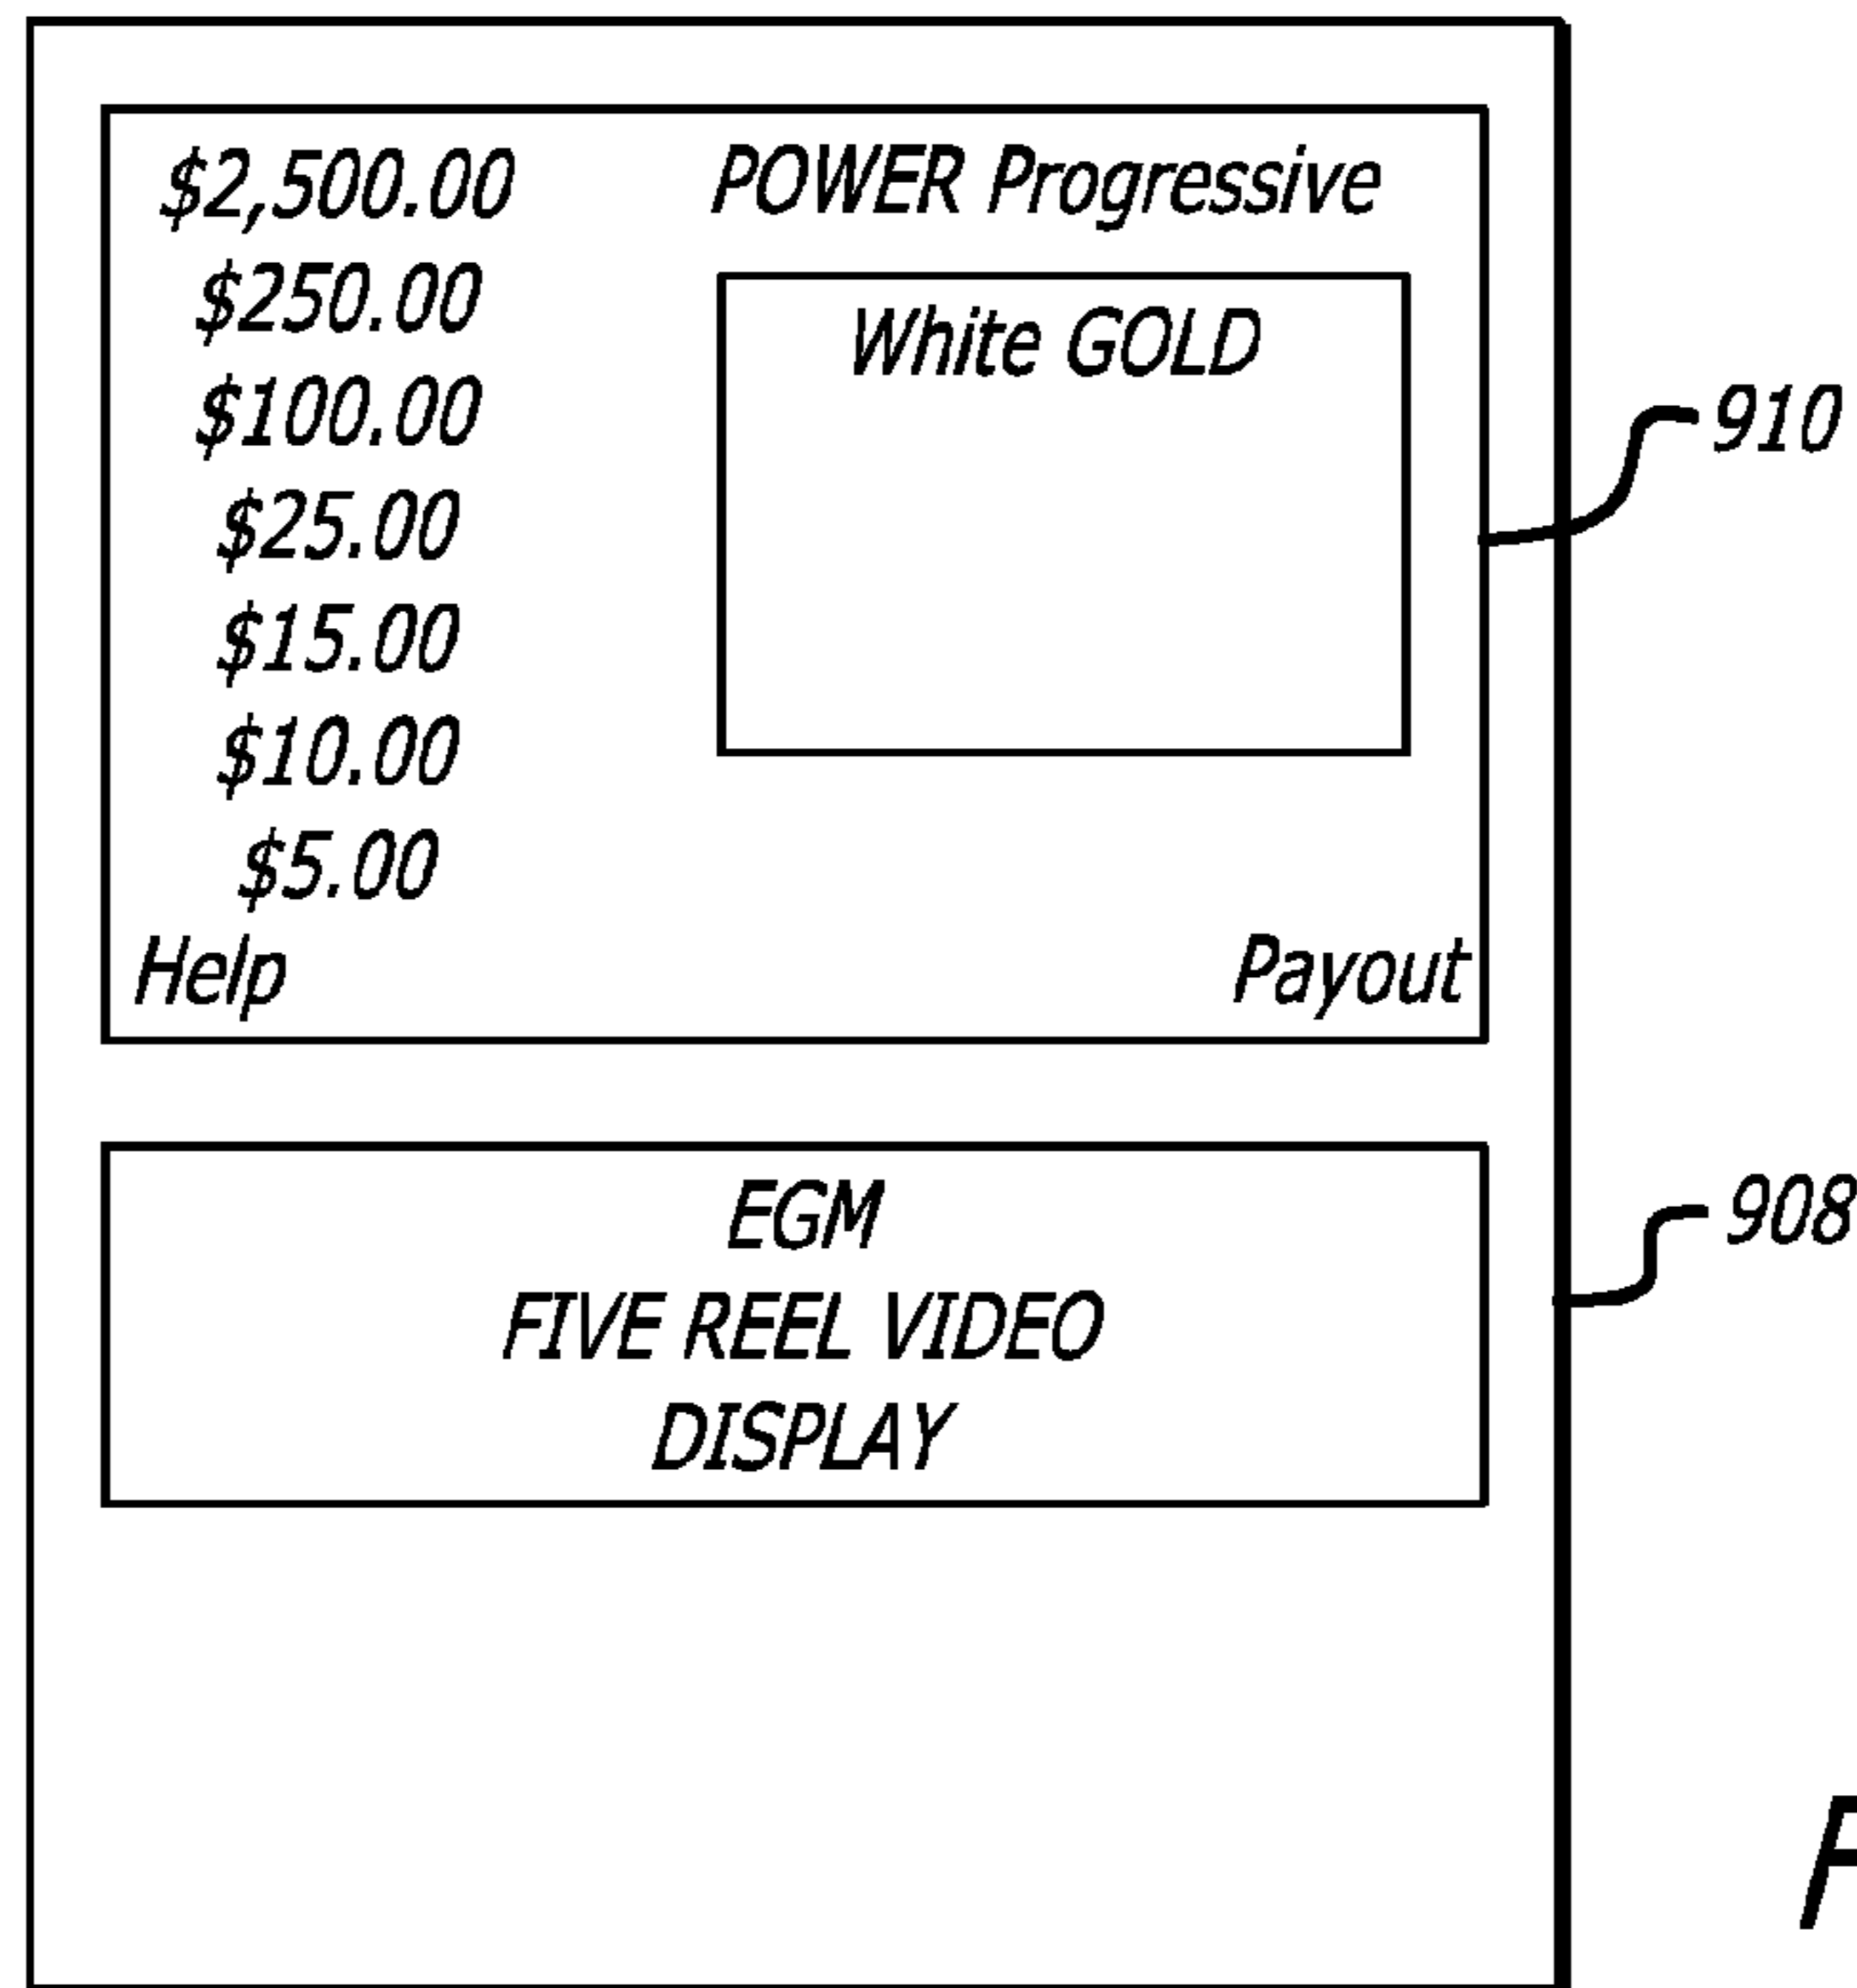 $2,500.00 POWER Progressive
$250.00
White GOLD
$100.00
910
$25.00
$15.00
$10.00
$5.00
Help Payout
EGM
908
FIVE REEL VIDEO
DISPLAY
F